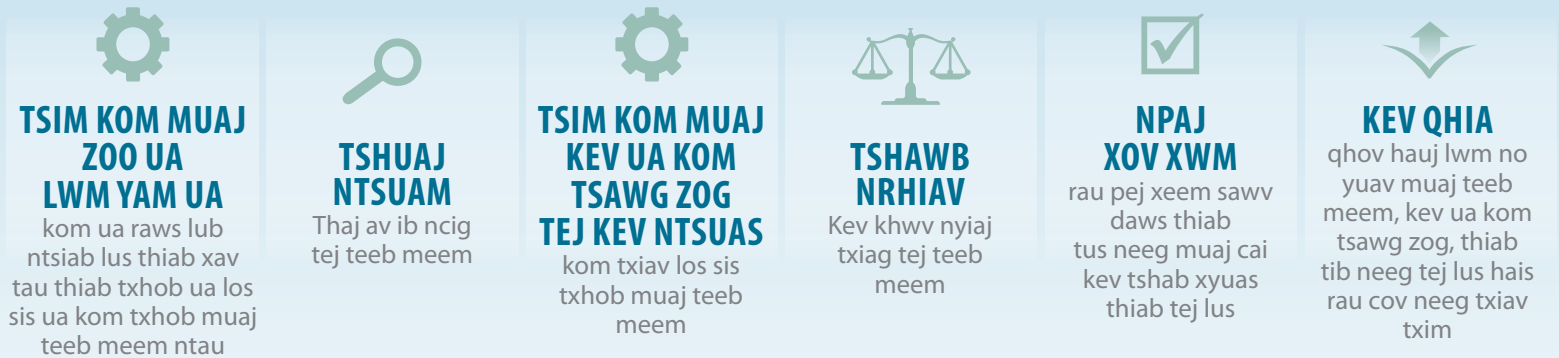 TSIM KOM MUAJ
ZOO UA
LWM YAM UA
kom ua raws lub
ntsiab lus thiab xav
tau thiab txhob ua los
sis ua kom txhob muaj
teeb meem ntau
TSHUAJ
NTSUAM
Thaj av ib ncig
tej teeb meem
TSIM KOM MUAJ
KEV UA KOM
TSAWG ZOG
TEJ KEV NTSUAS
kom txiav los sis
txhob muaj teeb
meem
TSHAWB
NRHIAV
Kev khwv nyiaj
txiag tej teeb
meem
NPAJ
XOV XWM
rau pej xeem sawv
daws thiab
tus neeg muaj cai
kev tshab xyuas
thiab tej lus
KEV QHIA
qhov hauj lwm no
yuav muaj teeb
meem, kev ua kom
tsawg zog, thiab
tib neeg tej lus hais
rau cov neeg txiav
txim